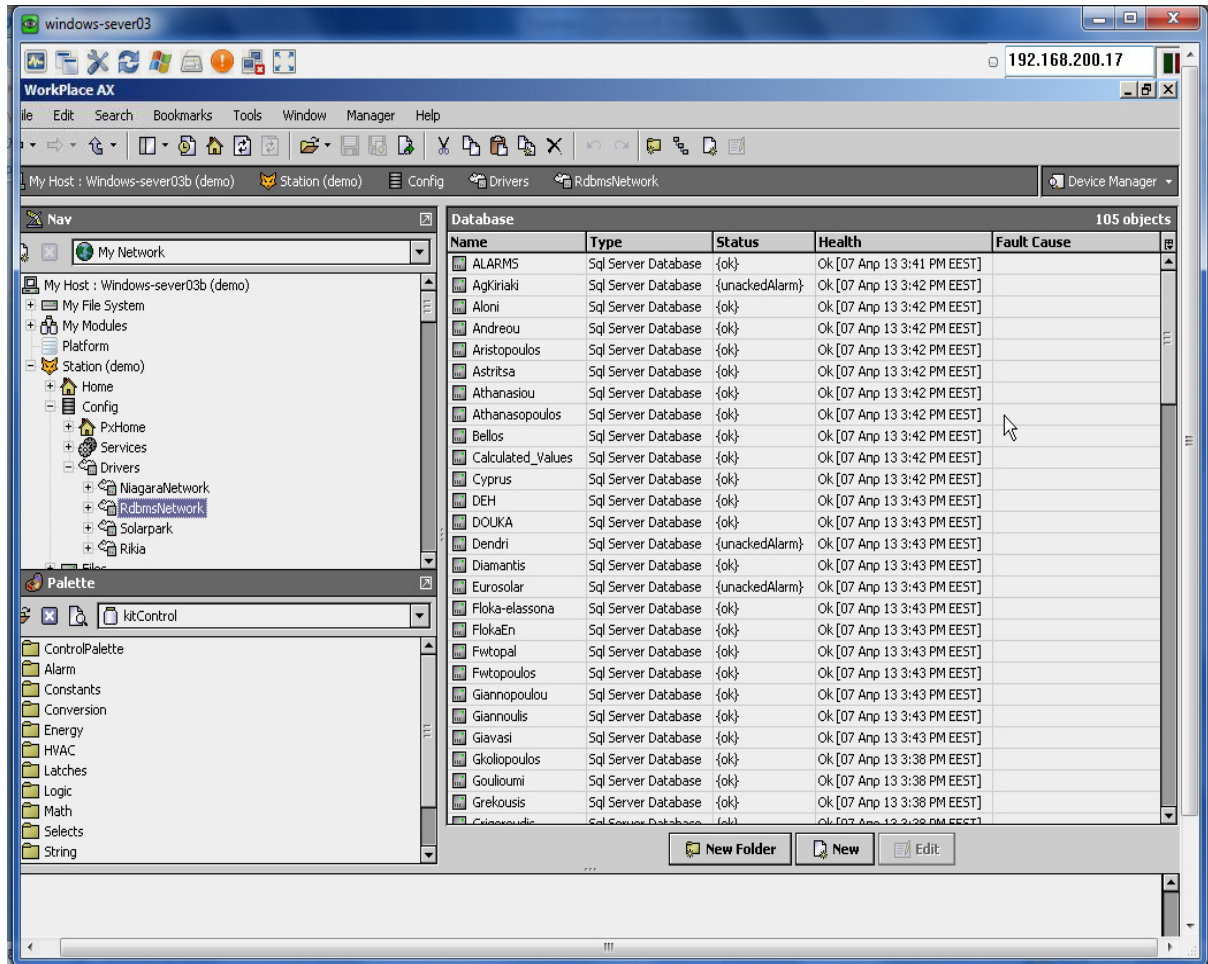 windows-sever03
192.168.200.17
WorkPlace AX
ile Edit Search Bookmarks Tools Window Manager Help
My Host : Windows-sever03b (demo) Station (demo) Config Drivers RdbmsNetwork Device Manager
Nav
My Network
My Host : Windows-sever03b (demo)
My File System
My Modules
Platform
Station (demo)
Home
Config
PxHome
Services
Drivers
NiagaraNetwork
RdbmsNetwork
Solarpark
Rikia
Files
Palette
kitControl
ControlPalette
Alarm
Constants
Conversion
Energy
HVAC
Latches
Logic
Math
Selects
String
Database 105 objects
Name Type Status Health Fault Cause
ALARMS Sql Server Database {ok} Ok [07 Απρ 13 3:41 PM EEST]
AgKiriaki Sql Server Database {unackedAlarm} Ok [07 Απρ 13 3:42 PM EEST]
Aloni Sql Server Database {ok} Ok [07 Απρ 13 3:42 PM EEST]
Andreou Sql Server Database {ok} Ok [07 Απρ 13 3:42 PM EEST]
Aristopoulos Sql Server Database {ok} Ok [07 Απρ 13 3:42 PM EEST]
Astritsa Sql Server Database {ok} Ok [07 Απρ 13 3:42 PM EEST]
Athanasiou Sql Server Database {ok} Ok [07 Απρ 13 3:42 PM EEST]
Athanasopoulos Sql Server Database {ok} Ok [07 Απρ 13 3:42 PM EEST]
Bellos Sql Server Database {ok} Ok [07 Απρ 13 3:42 PM EEST]
Calculated_Values Sql Server Database {ok} Ok [07 Απρ 13 3:42 PM EEST]
Cyprus Sql Server Database {ok} Ok [07 Απρ 13 3:42 PM EEST]
DEH Sql Server Database {ok} Ok [07 Απρ 13 3:43 PM EEST]
DOUKA Sql Server Database {ok} Ok [07 Απρ 13 3:43 PM EEST]
Dendri Sql Server Database {unackedAlarm} Ok [07 Απρ 13 3:43 PM EEST]
Diamantis Sql Server Database {ok} Ok [07 Απρ 13 3:43 PM EEST]
Eurosolar Sql Server Database {unackedAlarm} Ok [07 Απρ 13 3:43 PM EEST]
Floka-elassona Sql Server Database {ok} Ok [07 Απρ 13 3:43 PM EEST]
FlokaEn Sql Server Database {ok} Ok [07 Απρ 13 3:43 PM EEST]
Fwtopal Sql Server Database {ok} Ok [07 Απρ 13 3:43 PM EEST]
Fwtopoulos Sql Server Database {ok} Ok [07 Απρ 13 3:43 PM EEST]
Giannopoulou Sql Server Database {ok} Ok [07 Απρ 13 3:43 PM EEST]
Giannoulis Sql Server Database {ok} Ok [07 Απρ 13 3:43 PM EEST]
Giavasi Sql Server Database {ok} Ok [07 Απρ 13 3:43 PM EEST]
Gkoliopoulos Sql Server Database {ok} Ok [07 Απρ 13 3:38 PM EEST]
Goulioumi Sql Server Database {ok} Ok [07 Απρ 13 3:38 PM EEST]
Grekousis Sql Server Database {ok} Ok [07 Απρ 13 3:38 PM EEST]
Grigoroudis Sql Server Database {ok} Ok [07 Απρ 13 3:38 PM EEST]
New Folder New Edit